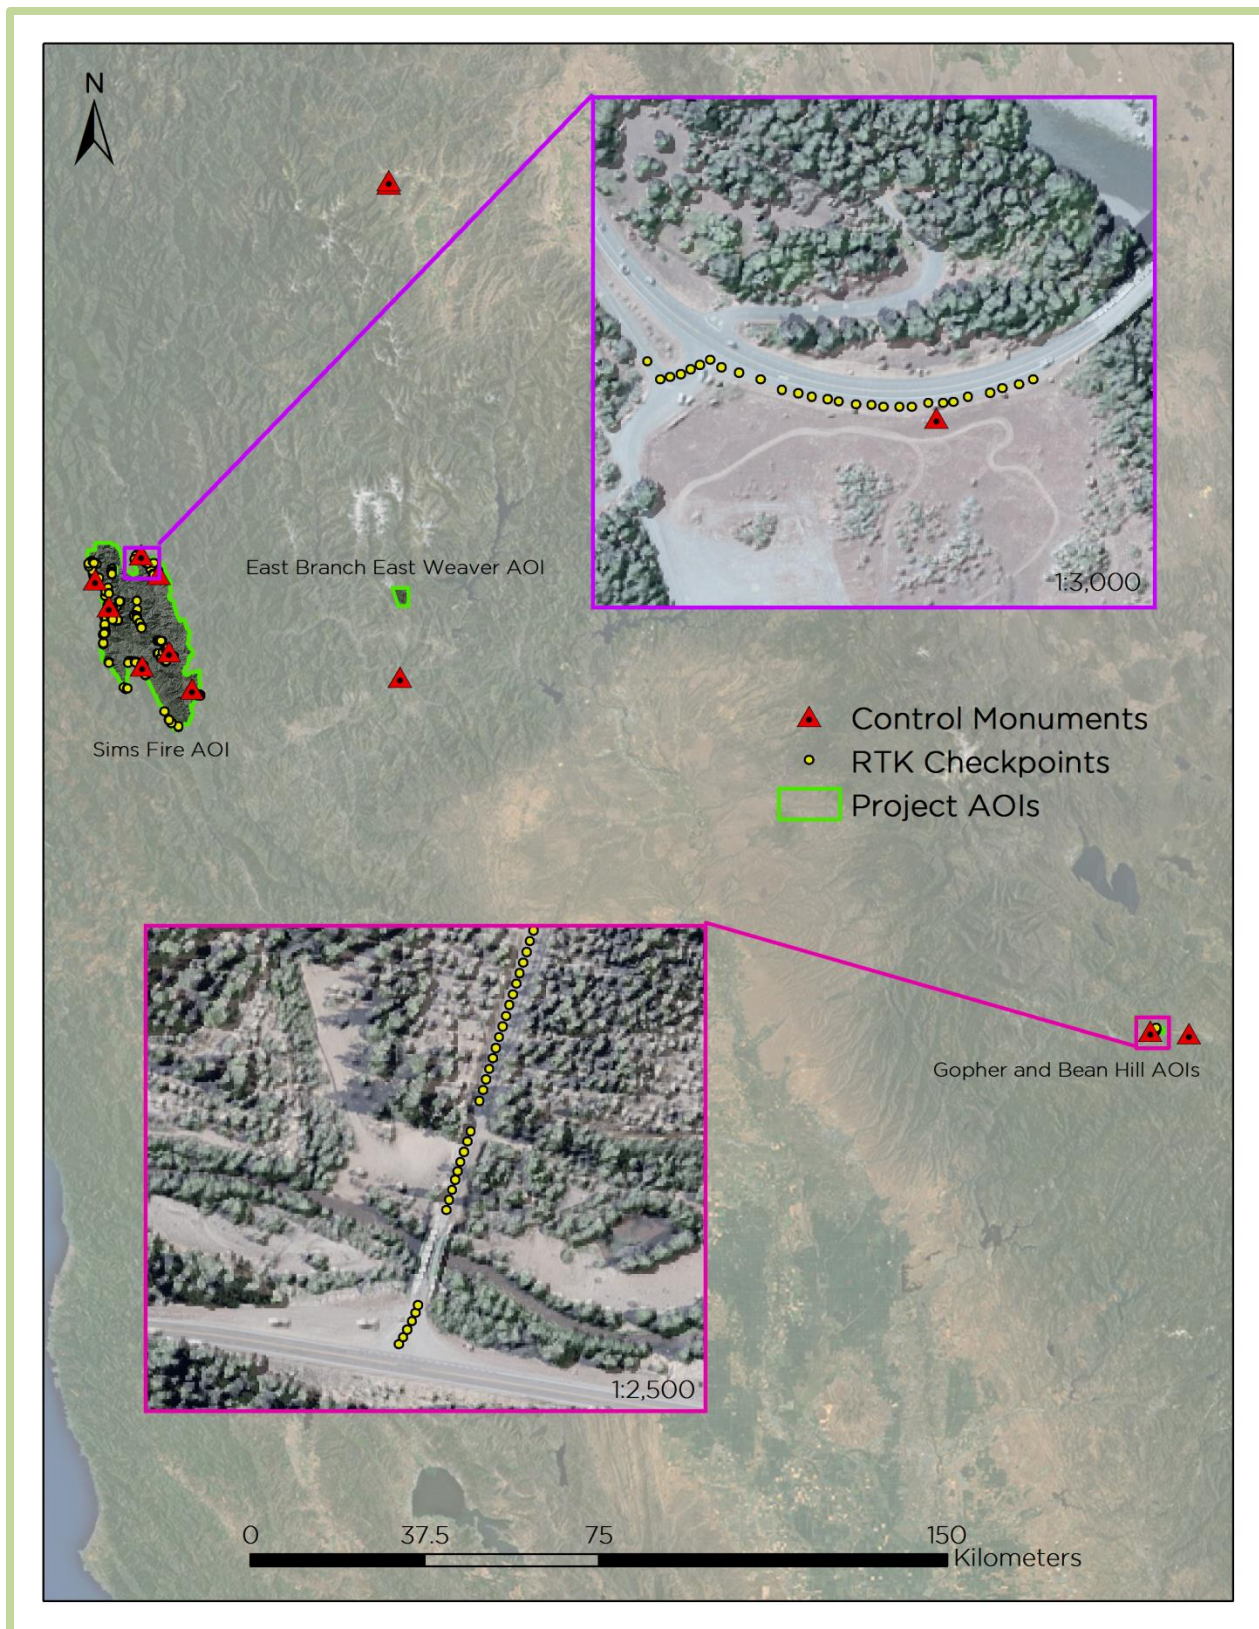 N
1:3,000
East Branch East Weaver AOI
Control Monuments
RTK Checkpoints
Project AOIs
Sims Fire AOI
Gopher and Bean Hill AOIs
1:2,500
0 37.5 75 150
Kilometers